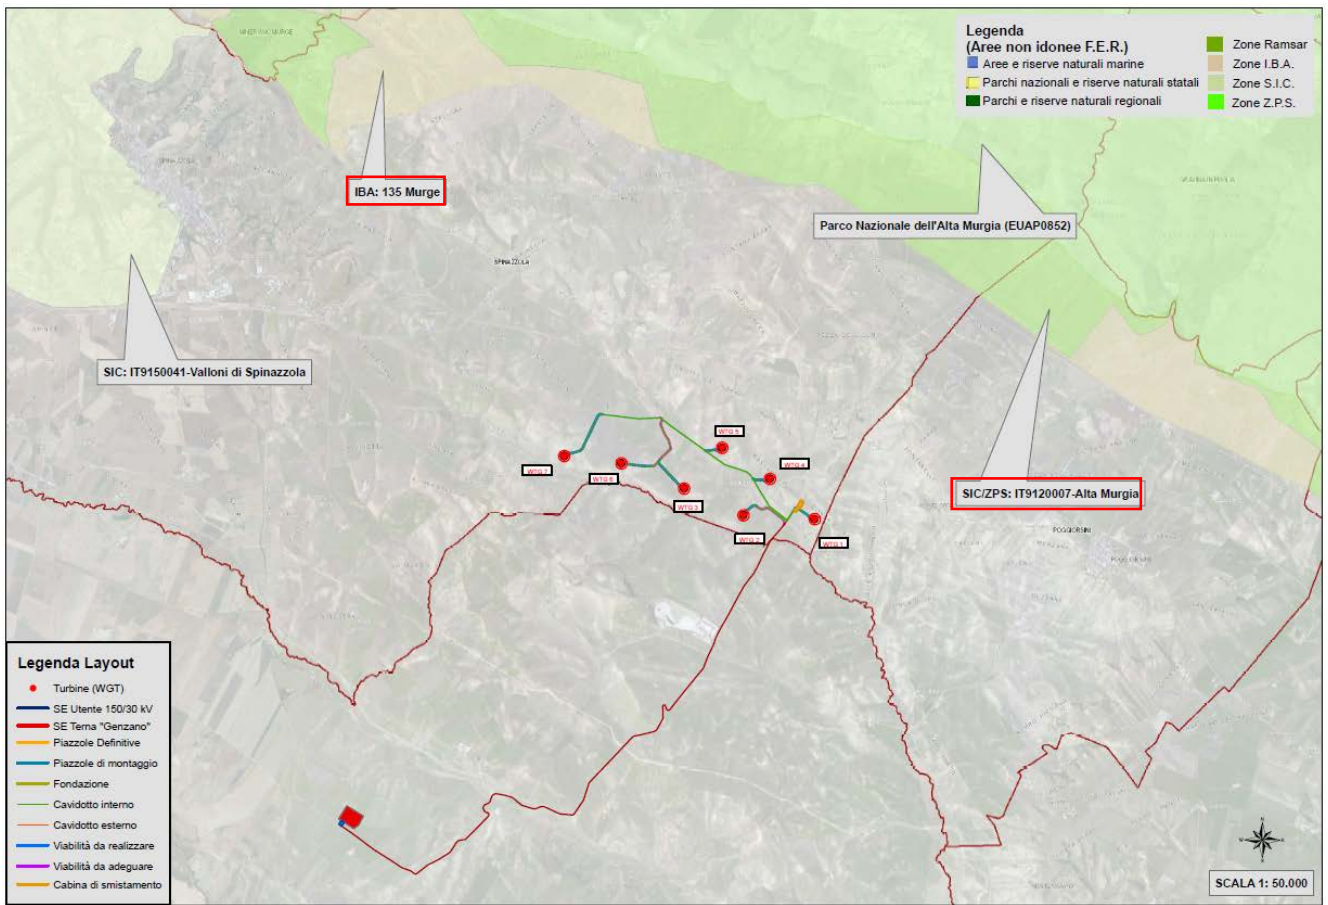 Legenda
(Aree non idonee F.E.R.)
Aree e riserve naturali marine
Parchi nazionali e riserve naturali statali
Parchi e riserve naturali regionali
Zone Ramsar
Zone I.B.A.
Zone S.I.C.
Zone Z.P.S.
IBA: 135 Murge
Parco Nazionale dell'Alta Murgia (EUAP0852)
SPINAZZOLA
SIC: IT9150041-Valloni di Spinazzola
WTG 5
WTG 7
WTG 6
WTG 4
WTG 3
WTG 2
WTG 1
SIC/ZPS: IT9120007-Alta Murgia
POGGIORSINI
Legenda Layout
Turbine (WGT)
SE Utente 150/30 kV
SE Terna "Genzano"
Piazzole Definitive
Piazzole di montaggio
Fondazione
Cavidotto interno
Cavidotto esterno
Viabilità da realizzare
Viabilità da adeguare
Cabina di smistamento
SCALA 1: 50.000